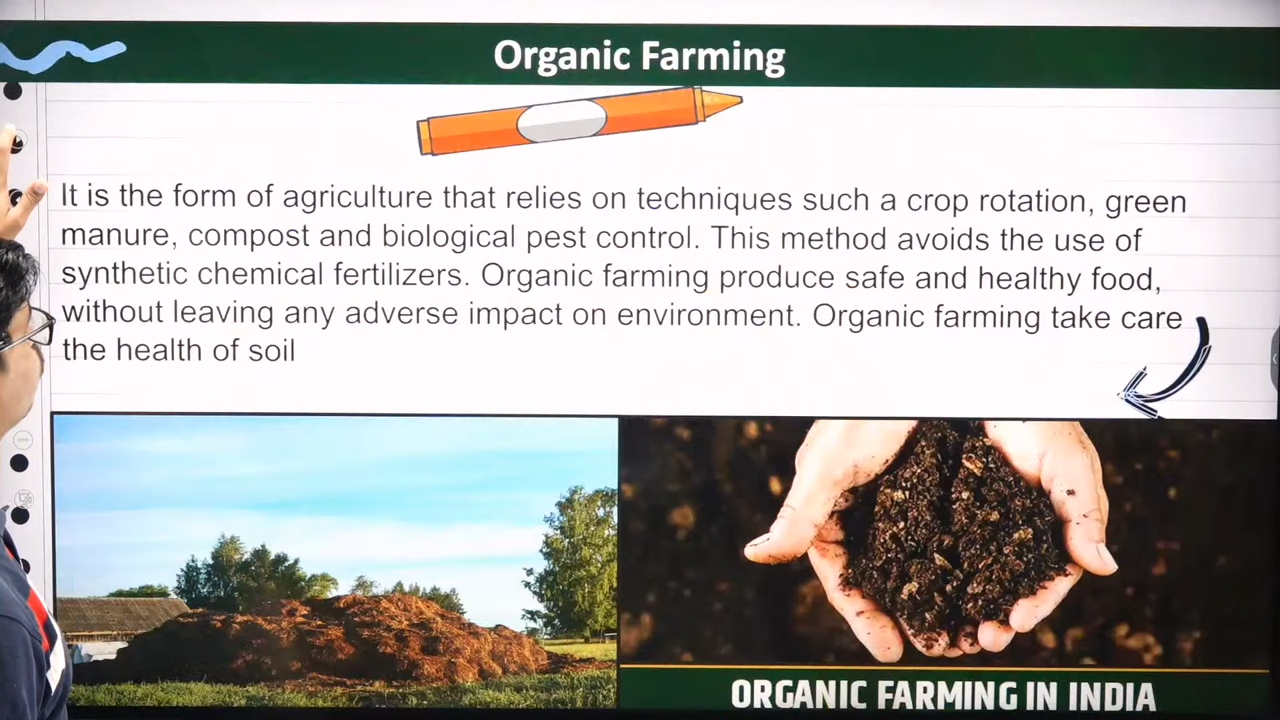 Organic Farming
It is the form of agriculture that relies on techniques such a crop rotation, green
manure, compost and biological pest control. This method avoids the use of
synthetic chemical fertilizers. Organic farming produce safe and healthy food,
without leaving any adverse impact on environment. Organic farming take care
the health of soil
ORGANIC FARMING IN INDIA